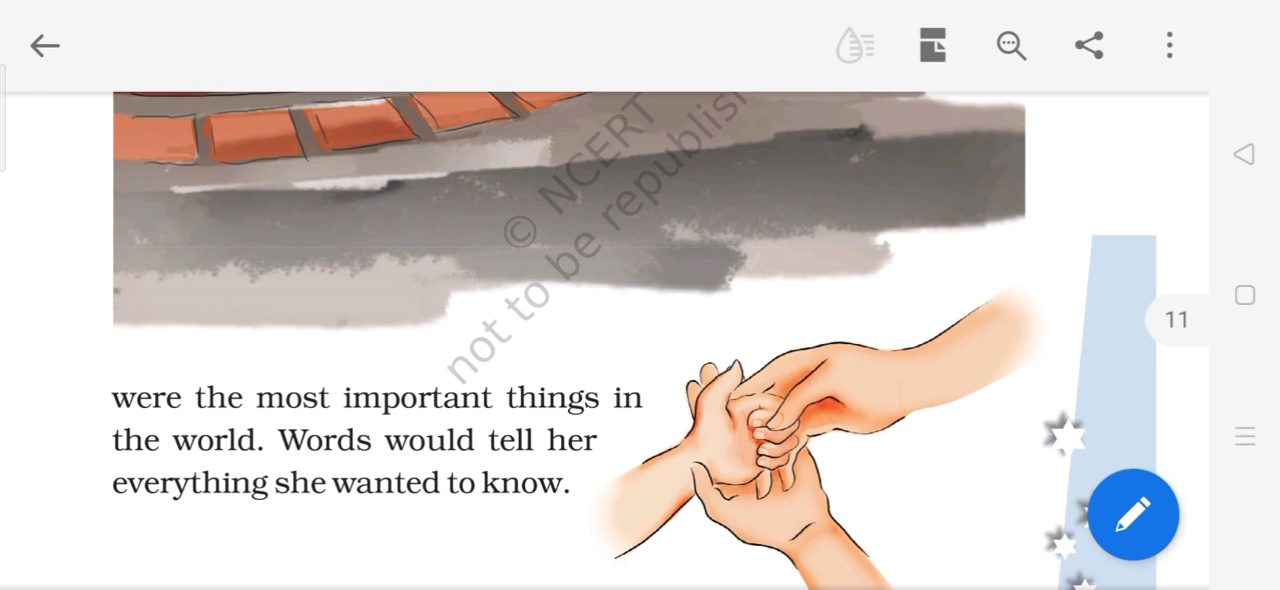 © NCERT
not to be republis
11
were the most important things in
the world. Words would tell her
everything she wanted to know.